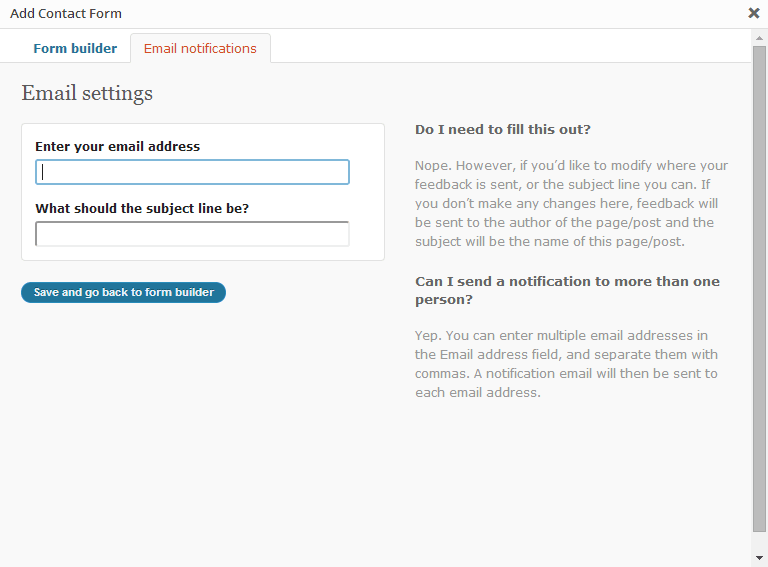 Add Contact Form
Form builder
Email notifications
Email settings
Enter your email address
What should the subject line be?
Save and go back to form builder
Do I need to fill this out?
Nope. However, if you’d like to modify where your
feedback is sent, or the subject line you can. If
you don’t make any changes here, feedback will
be sent to the author of the page/post and the
subject will be the name of this page/post.
Can I send a notification to more than one
person?
Yep. You can enter multiple email addresses in
the Email address field, and separate them with
commas. A notification email will then be sent to
each email address.